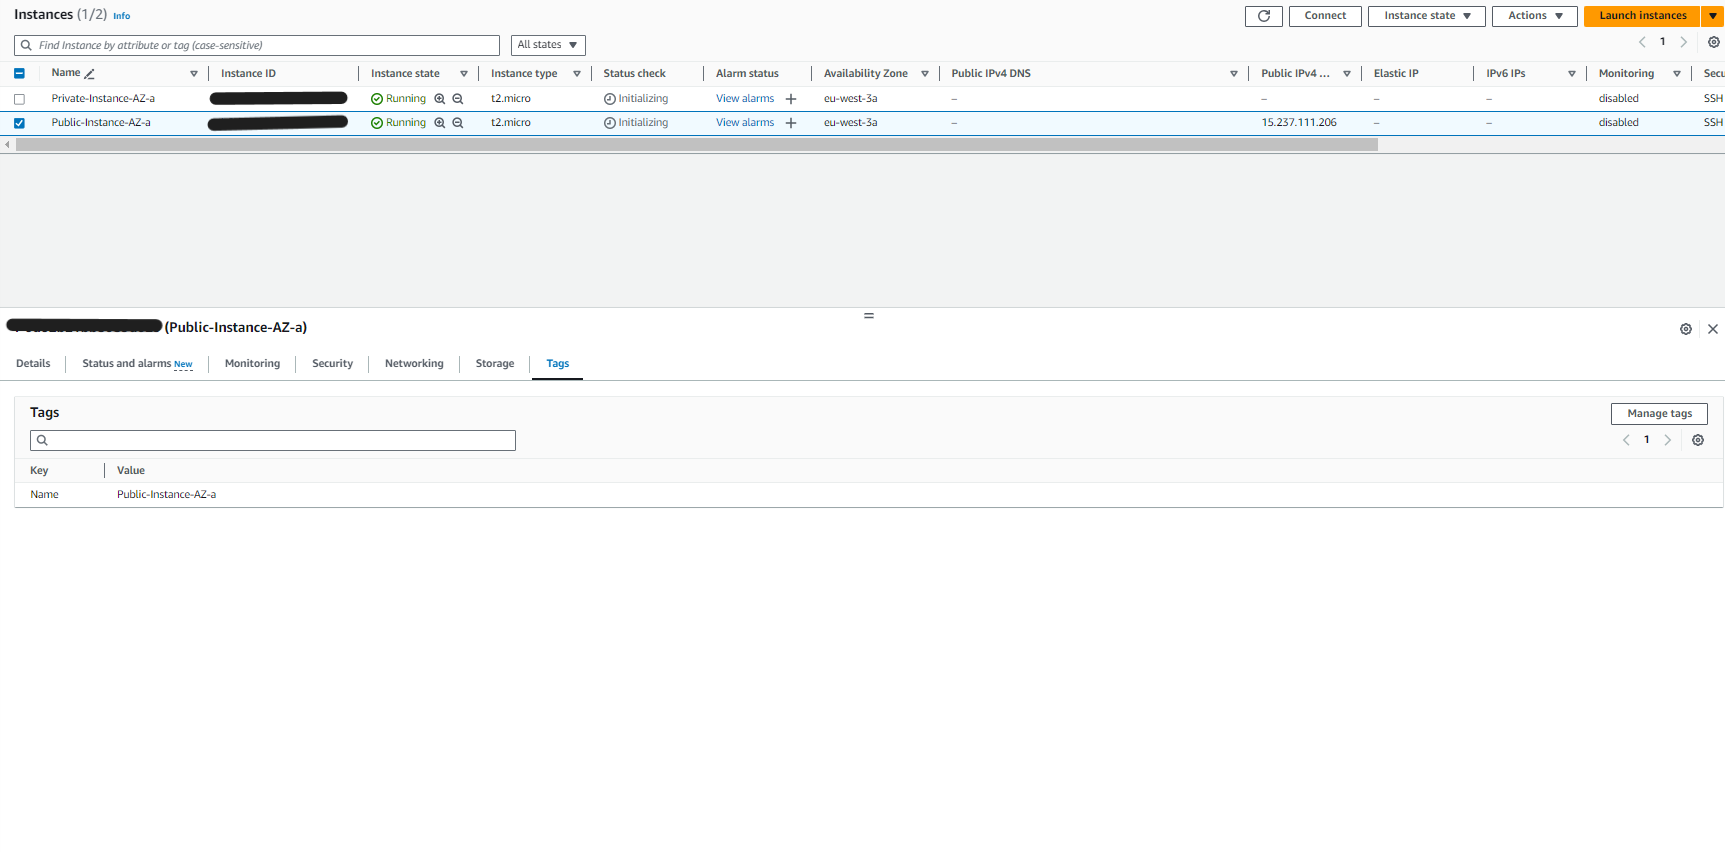 Instances (1/2) Info
Connect Instance state Actions Launch instances
Find Instance by attribute or tag (case-sensitive) All states 1
Name Instance ID Instance state Instance type Status check Alarm status Availability Zone Public IPv4 DNS Public IPv4 ... Elastic IP IPv6 IPs Monitoring Secu
Private-Instance-AZ-a Running t2.micro Initializing View alarms + eu-west-3a – – – – disabled SSH
Public-Instance-AZ-a Running t2.micro Initializing View alarms + eu-west-3a – 15.237.111.206 – – disabled SSH
(Public-Instance-AZ-a)
Details Status and alarms New Monitoring Security Networking Storage Tags
Tags Manage tags
1
Key Value
Name Public-Instance-AZ-a